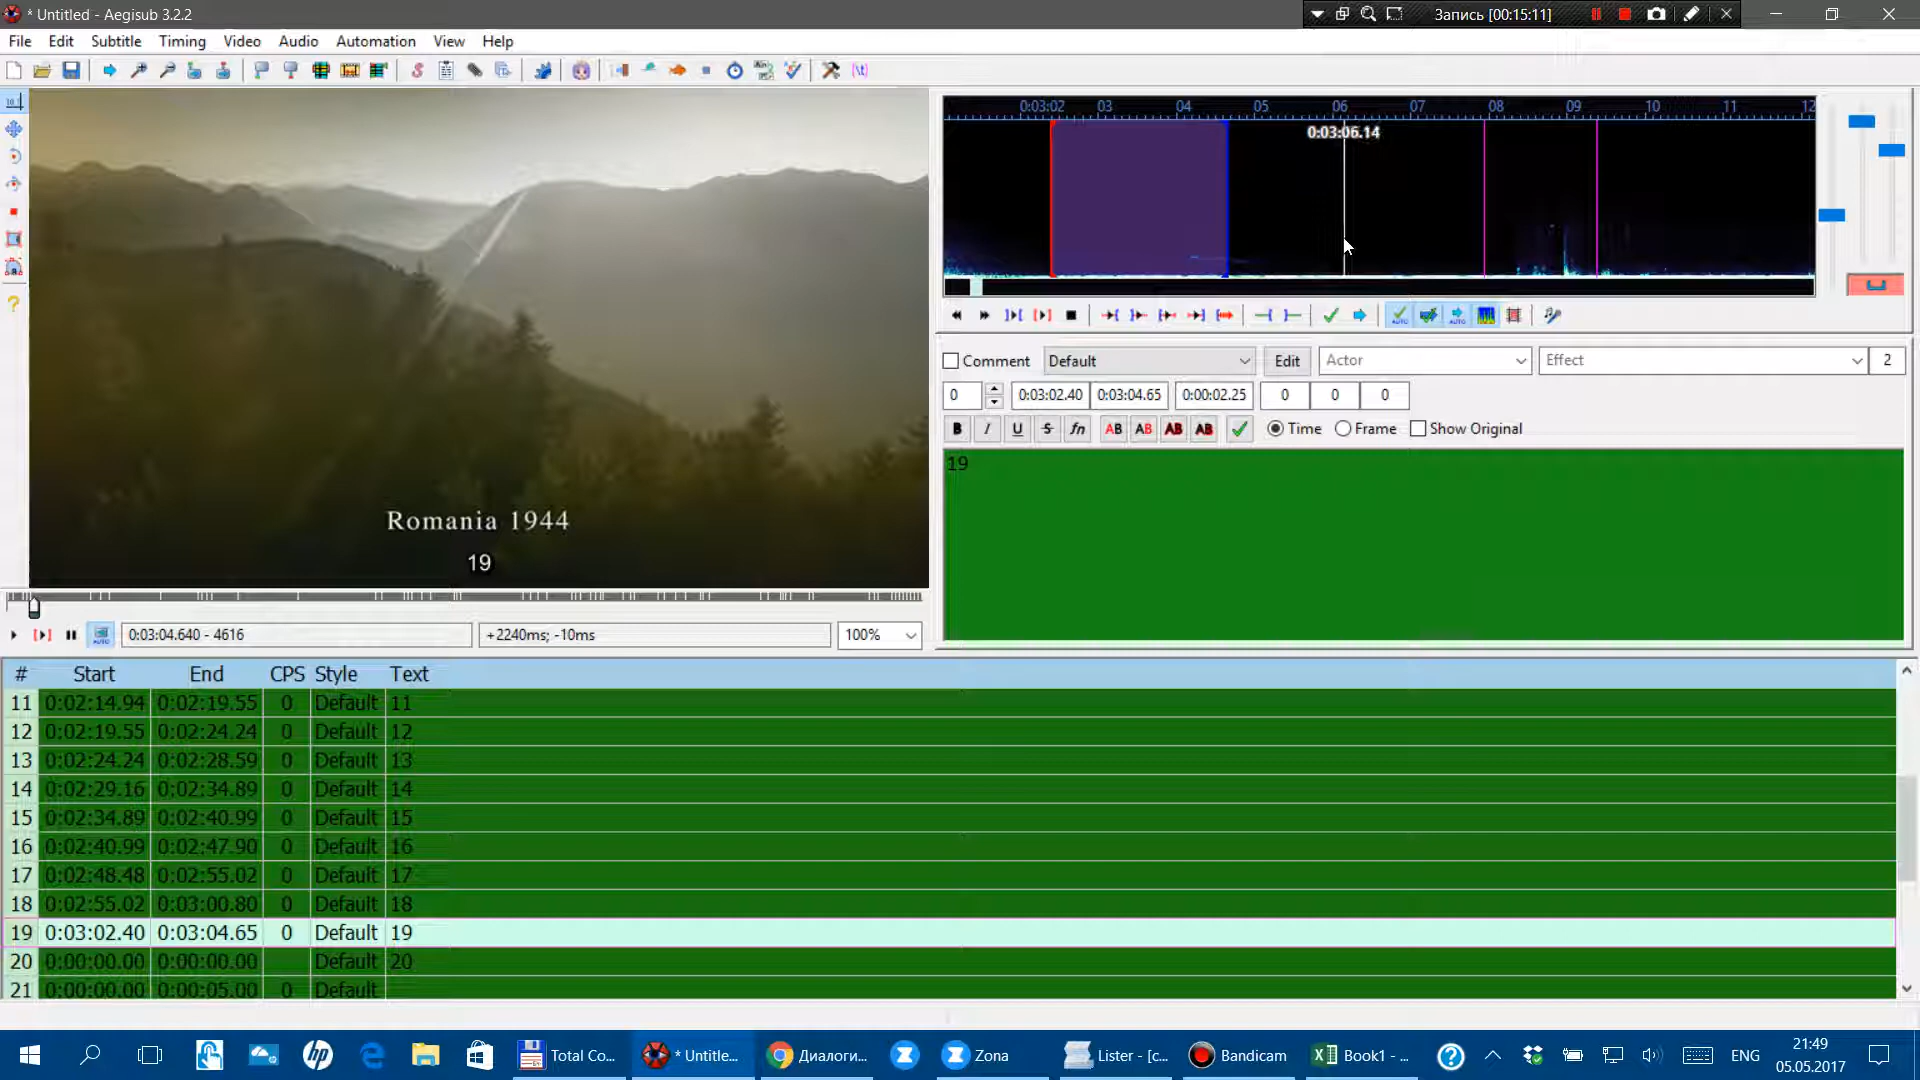 * Untitled - Aegisub 3.2.2
Запись [00:15:11]
File Edit Subtitle Timing Video Audio Automation View Help
0:03:02 03 04 05 06 07 08 09 10 11 12
0:03:06.14
Comment Default Edit Actor Effect 2
0 0:03:02.40 0:03:04.65 0:00:02.25 0 0 0
B I U S fn AB AB AB AB Time Frame Show Original
19
Romania 1944
19
0:03:04.640 - 4616 +2240ms; -10ms 100%
# Start End CPS Style Text
11 0:02:14.94 0:02:19.55 0 Default 11
12 0:02:19.55 0:02:24.24 0 Default 12
13 0:02:24.24 0:02:28.59 0 Default 13
14 0:02:29.16 0:02:34.89 0 Default 14
15 0:02:34.89 0:02:40.99 0 Default 15
16 0:02:40.99 0:02:47.90 0 Default 16
17 0:02:48.48 0:02:55.02 0 Default 17
18 0:02:55.02 0:03:00.80 0 Default 18
19 0:03:02.40 0:03:04.65 0 Default 19
20 0:00:00.00 0:00:00.00 Default 20
21 0:00:00.00 0:00:05.00 0 Default
Total Co... * Untitle... Диалоги... Zona Lister - [c... Bandicam Book1 - ... ENG
21:49
05.05.2017